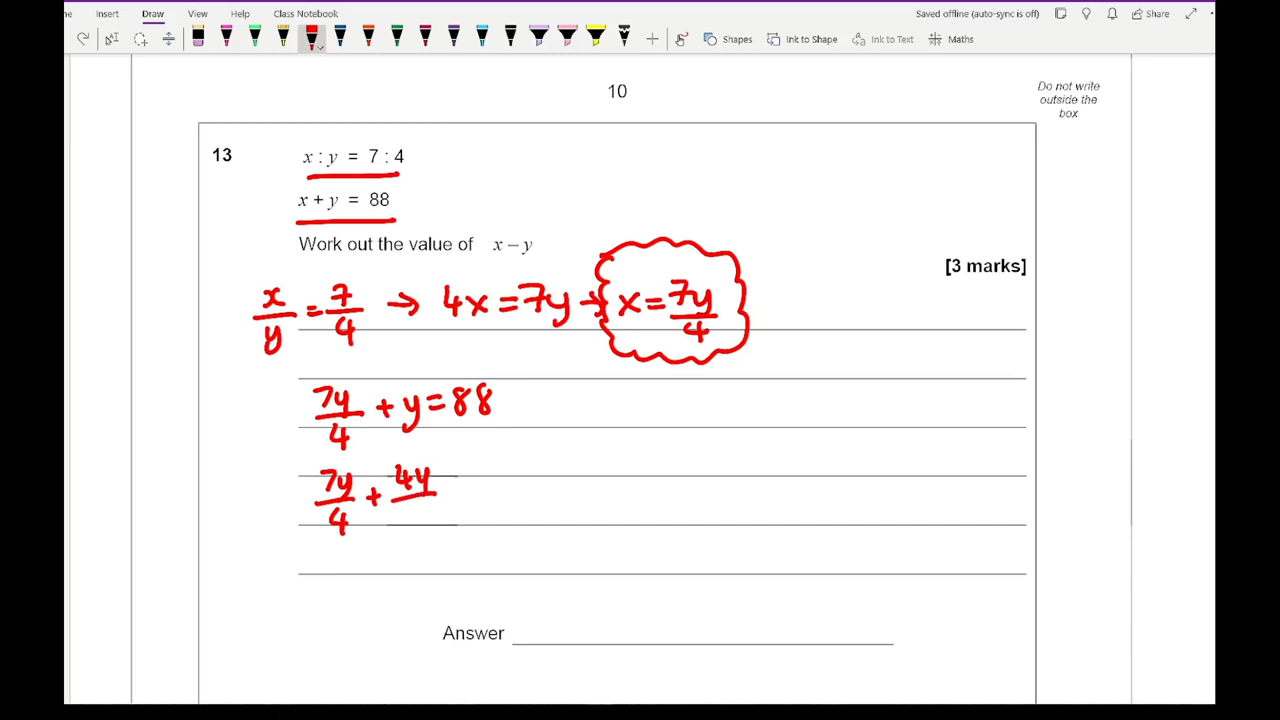 me Insert Draw View Help Class Notebook Saved offline (auto-sync is off) Share
Shapes Ink to Shape Ink to Text Maths
10
Do not write
outside the
box
13 x : y = 7 : 4
x + y = 88
Work out the value of x – y
[3 marks]
x/y = 7/4 → 4x = 7y → x = 7y/4
7y/4 + y = 88
7y/4 + 4y/
Answer